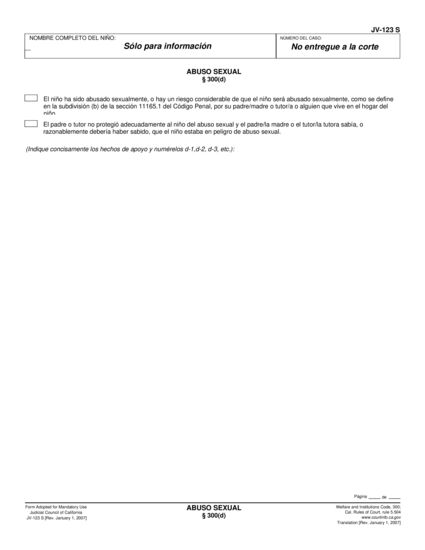 JV-123 S
NOMBRE COMPLETO DEL NIÑO:
NÚMERO DEL CASO:
Sólo para información
No entregue a la corte
ABUSO SEXUAL
§ 300(d)
El niño ha sido abusado sexualmente, o hay un riesgo considerable de que el niño será abusado sexualmente, como se define
en la subdivisión (b) de la sección 11165.1 del Código Penal, por su padre/madre o tutor/a o alguien que vive en el hogar del
niño.
El padre o tutor no protegió adecuadamente al niño del abuso sexual y el padre/la madre o el tutor/la tutora sabía, o
razonablemente debería haber sabido, que el niño estaba en peligro de abuso sexual.
(Indique concisamente los hechos de apoyo y numérelos d-1,d-2, d-3, etc.):
Página ____ de ____
Form Adopted for Mandatory Use
Judicial Council of California
JV-123 S [Rev. January 1, 2007]
ABUSO SEXUAL
§ 300(d)
Welfare and Institutions Code, 300;
Cal. Rules of Court, rule 5.504
www.courtinfo.ca.gov
Translation [Rev. January 1, 2007]